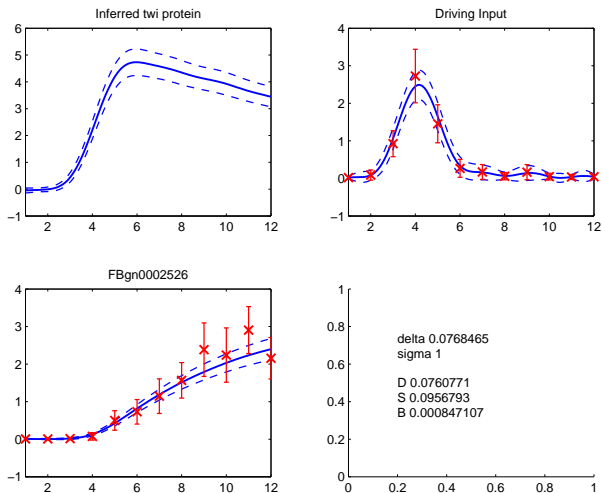 Inferred twi protein
6
5
4
3
2
1
0
−1
2 4 6 8 10 12
Driving Input
4
3
2
1
0
−1
2 4 6 8 10 12
FBgn0002526
4
3
2
1
0
−1
2 4 6 8 10 12
1
0.8
0.6
0.4
0.2
0
0 0.2 0.4 0.6 0.8 1
delta 0.0768465
sigma 1
D 0.0760771
S 0.0956793
B 0.000847107